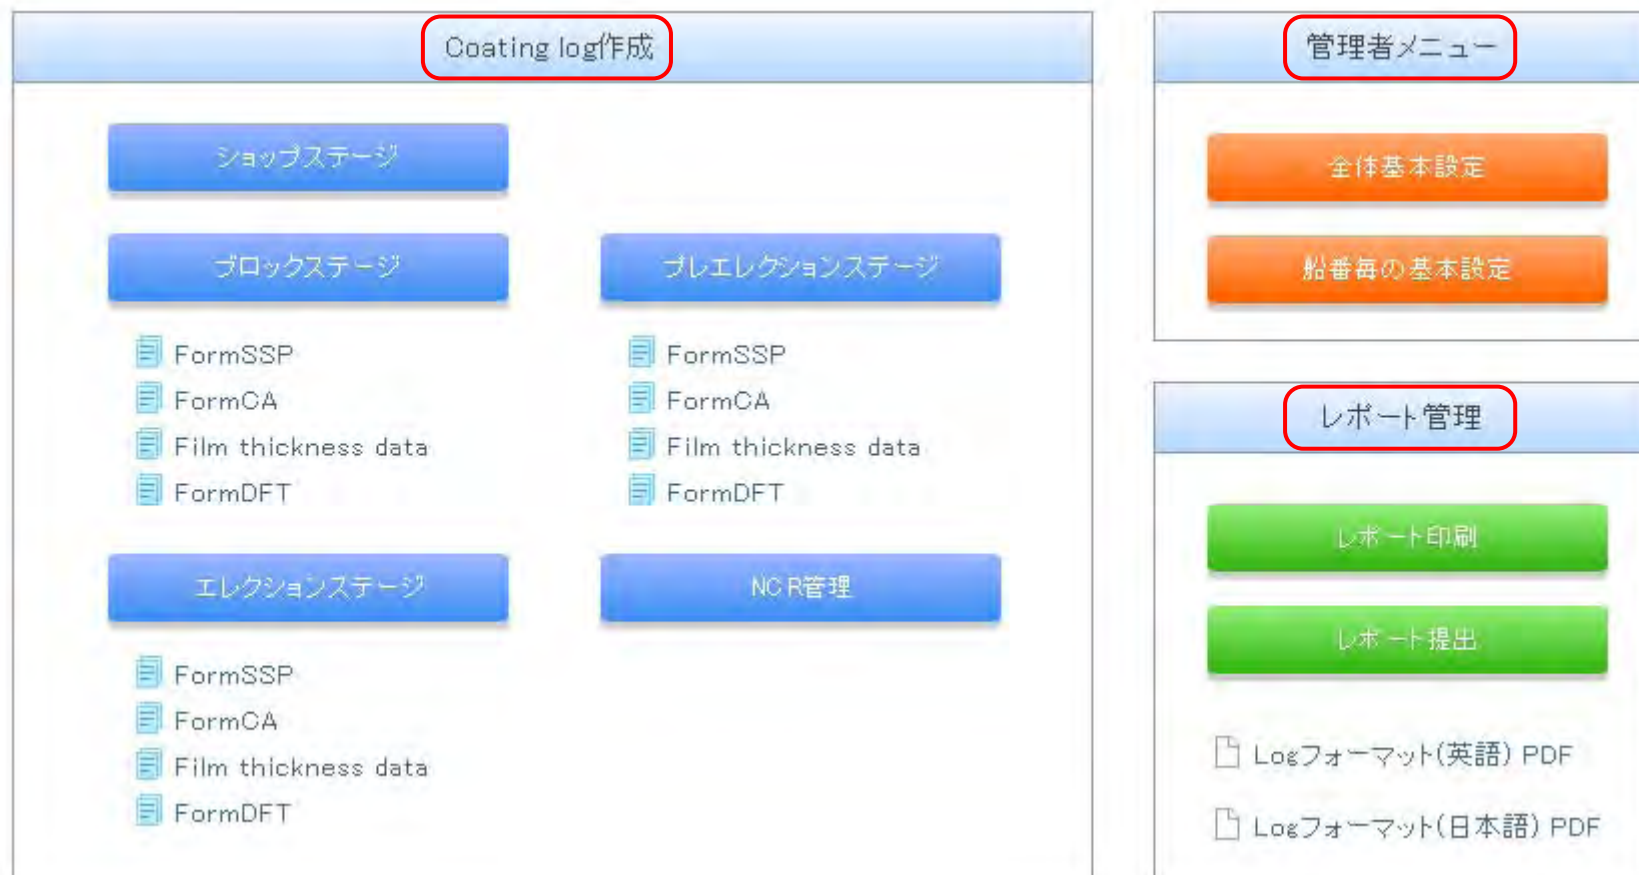 Coating log作成
ショップステージ
ブロックステージ
プレエレクションステージ
FormSSP
FormCA
Film thickness data
FormDFT
FormSSP
FormCA
Film thickness data
FormDFT
エレクションステージ
NCR管理
FormSSP
FormCA
Film thickness data
FormDFT
管理者メニュー
全体基本設定
船番毎の基本設定
レポート管理
レポート印刷
レポート提出
Logフォーマット(英語) PDF
Logフォーマット(日本語) PDF